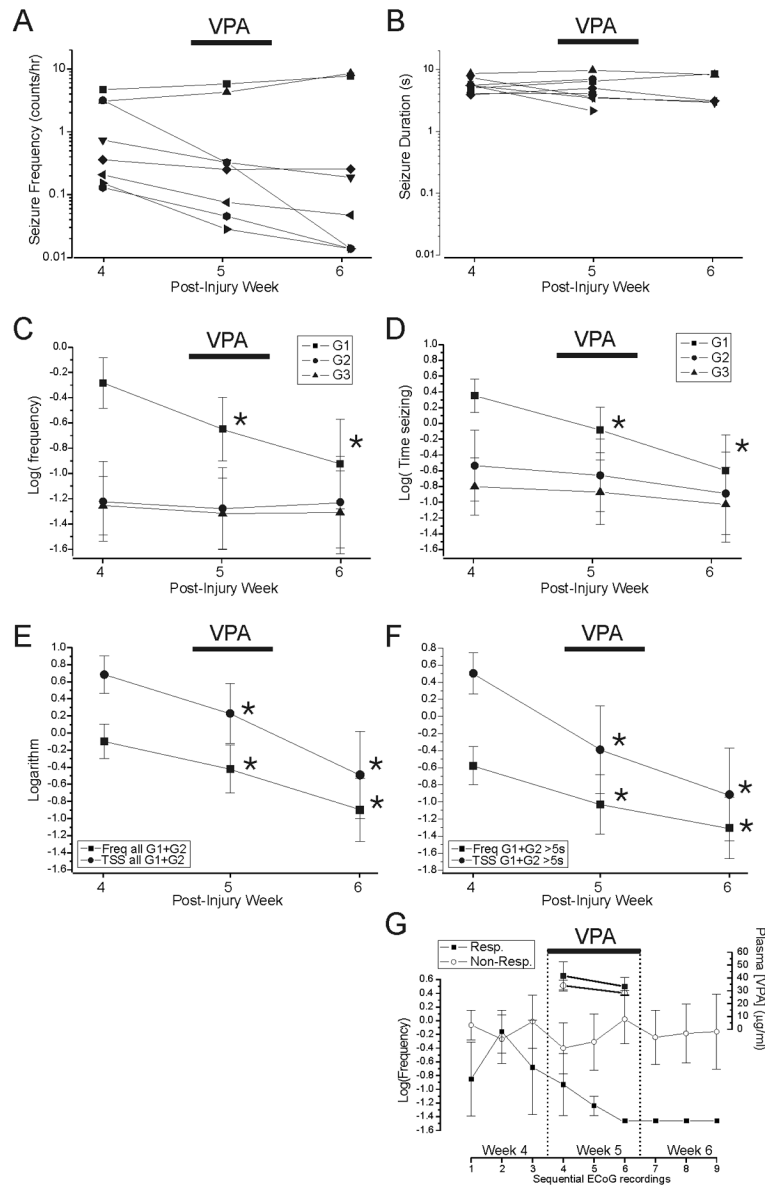 A
VPA
Seizure Frequency (counts/hr)
10
1
0.1
0.01
4
5
6
Post-Injury Week
B
VPA
Seizure Duration (s)
10
1
0.1
0.01
4
5
6
Post-Injury Week
C
VPA
G1
G2
G3
Log( frequency)
0.0
-0.2
-0.4
-0.6
-0.8
-1.0
-1.2
-1.4
-1.6
*
*
4
5
6
Post-Injury Week
D
VPA
G1
G2
G3
Log( Time seizing)
1.0
0.8
0.6
0.4
0.2
0.0
-0.2
-0.4
-0.6
-0.8
-1.0
-1.2
-1.4
-1.6
*
*
4
5
6
Post-Injury Week
E
VPA
Logarithm
1.0
0.8
0.6
0.4
0.2
0.0
-0.2
-0.4
-0.6
-0.8
-1.0
-1.2
-1.4
-1.6
*
*
*
*
Freq all G1+G2
TSS all G1+G2
4
5
6
Post-Injury Week
F
VPA
0.8
0.6
0.4
0.2
0.0
-0.2
-0.4
-0.6
-0.8
-1.0
-1.2
-1.4
-1.6
-1.8
*
*
*
*
Freq G1+G2 >5s
TSS G1+G2 >5s
4
5
6
Post-Injury Week
G
VPA
Resp.
Non-Resp.
Log(Frequency)
0.6
0.4
0.2
0.0
-0.2
-0.4
-0.6
-0.8
-1.0
-1.2
-1.4
-1.6
Plasma [VPA] (µg/ml)
60
50
40
30
20
10
0
Week 4 Week 5 Week 6
1 2 3 4 5 6 7 8 9
Sequential ECoG recordings